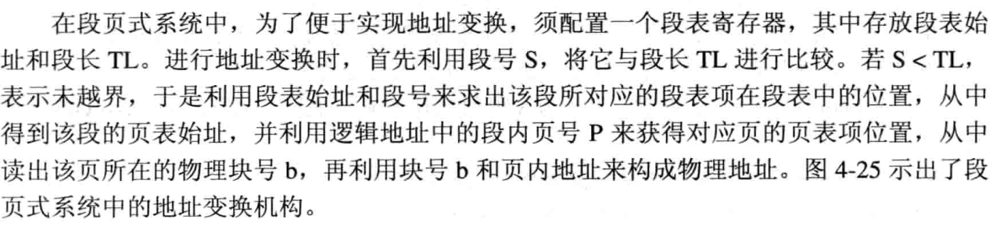 在段页式系统中，为了便于实现地址变换，须配置一个段表寄存器，其中存放段表始
址和段长 TL。进行地址变换时，首先利用段号 S，将它与段长 TL 进行比较。若 S < TL，
表示未越界，于是利用段表始址和段号来求出该段所对应的段表项在段表中的位置，从中
得到该段的页表始址，并利用逻辑地址中的段内页号 P 来获得对应页的页表项位置，从中
读出该页所在的物理块号 b，再利用块号 b 和页内地址来构成物理地址。图 4-25 示出了段
页式系统中的地址变换机构。